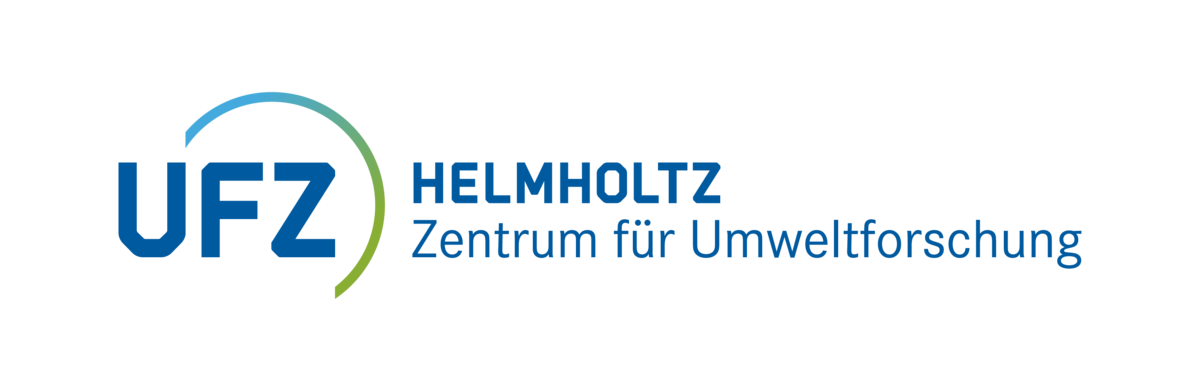 UFZ
HELMHOLTZ
Zentrum für Umweltforschung